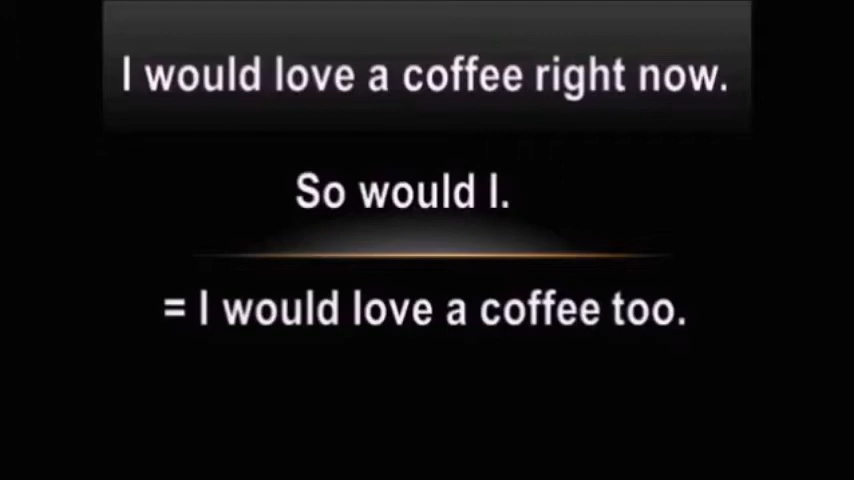 I would love a coffee right now.
So would I.
= I would love a coffee too.